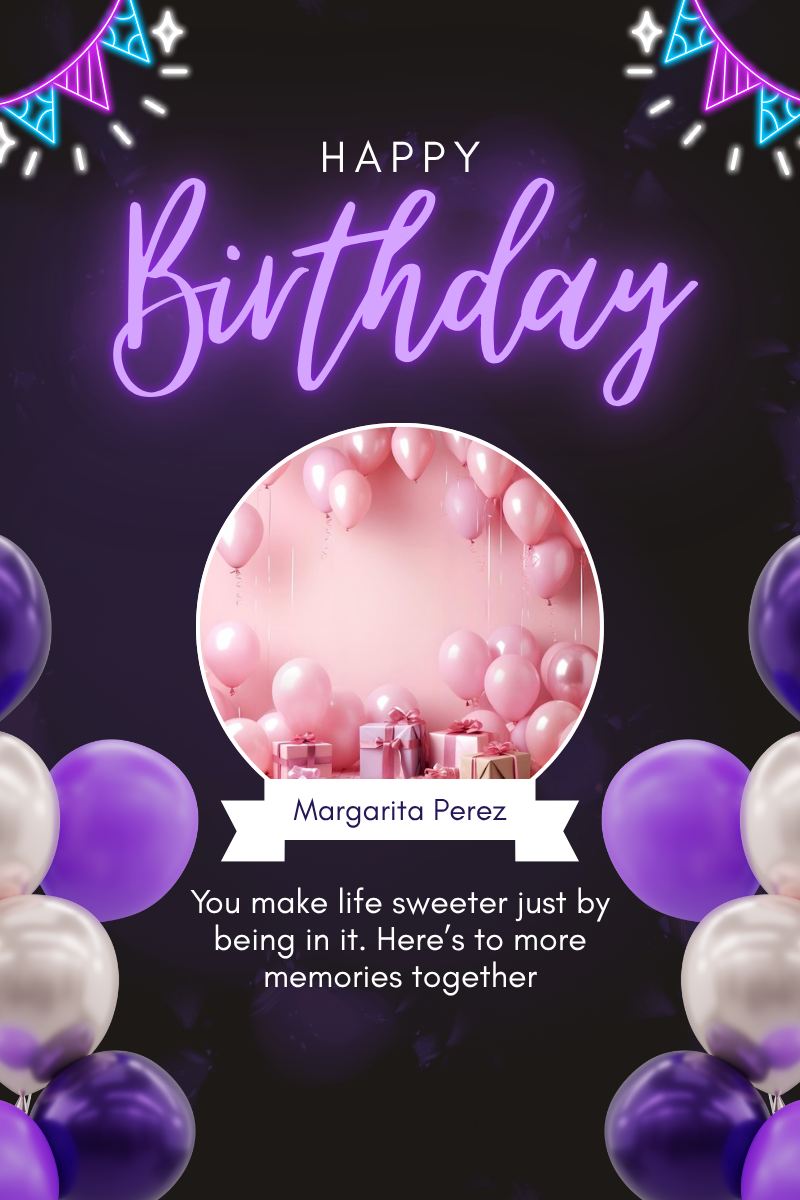 HAPPY
Birthday
Margarita Perez
You make life sweeter just by
being in it. Here’s to more
memories together